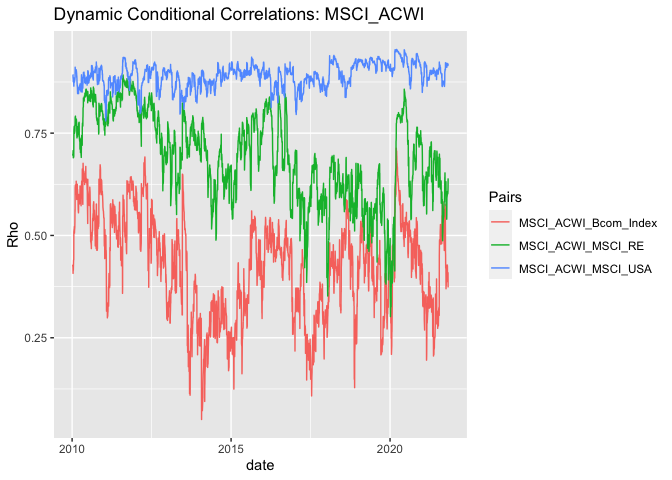 Dynamic Conditional Correlations: MSCI_ACWI
Rho
0.75
0.50
0.25
2010
2015
2020
date
Pairs
MSCI_ACWI_Bcom_Index
MSCI_ACWI_MSCI_RE
MSCI_ACWI_MSCI_USA